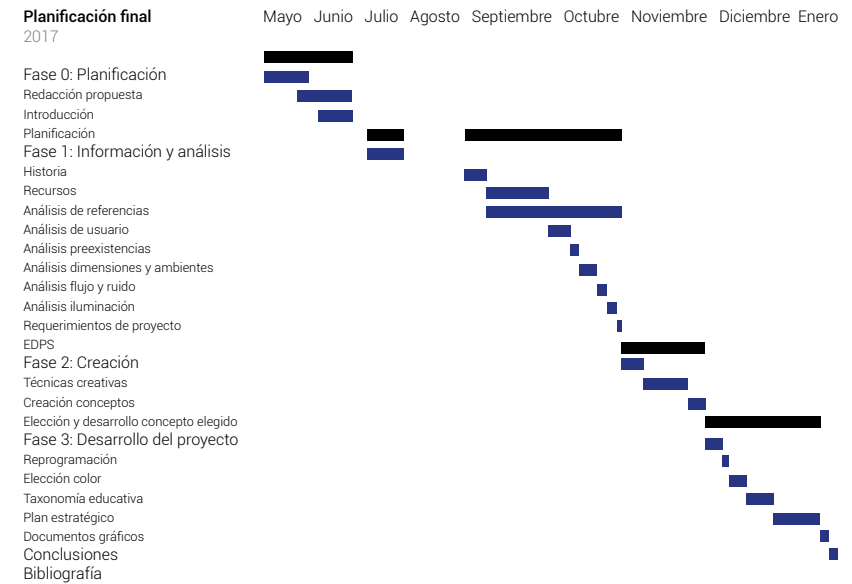 Planificación final
Mayo Junio Julio Agosto Septiembre Octubre Noviembre Diciembre Enero
2017
Fase 0: Planificación
Redacción propuesta
Introducción
Planificación
Fase 1: Información y análisis
Historia
Recursos
Análisis de referencias
Análisis de usuario
Análisis preexistencias
Análisis dimensiones y ambientes
Análisis flujo y ruido
Análisis iluminación
Requerimientos de proyecto
EDPS
Fase 2: Creación
Técnicas creativas
Creación conceptos
Elección y desarrollo concepto elegido
Fase 3: Desarrollo del proyecto
Reprogramación
Elección color
Taxonomía educativa
Plan estratégico
Documentos gráficos
Conclusiones
Bibliografía